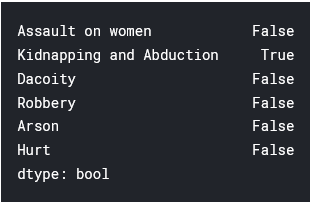 Assault on women False
Kidnapping and Abduction True
Dacoity False
Robbery False
Arson False
Hurt False
dtype: bool